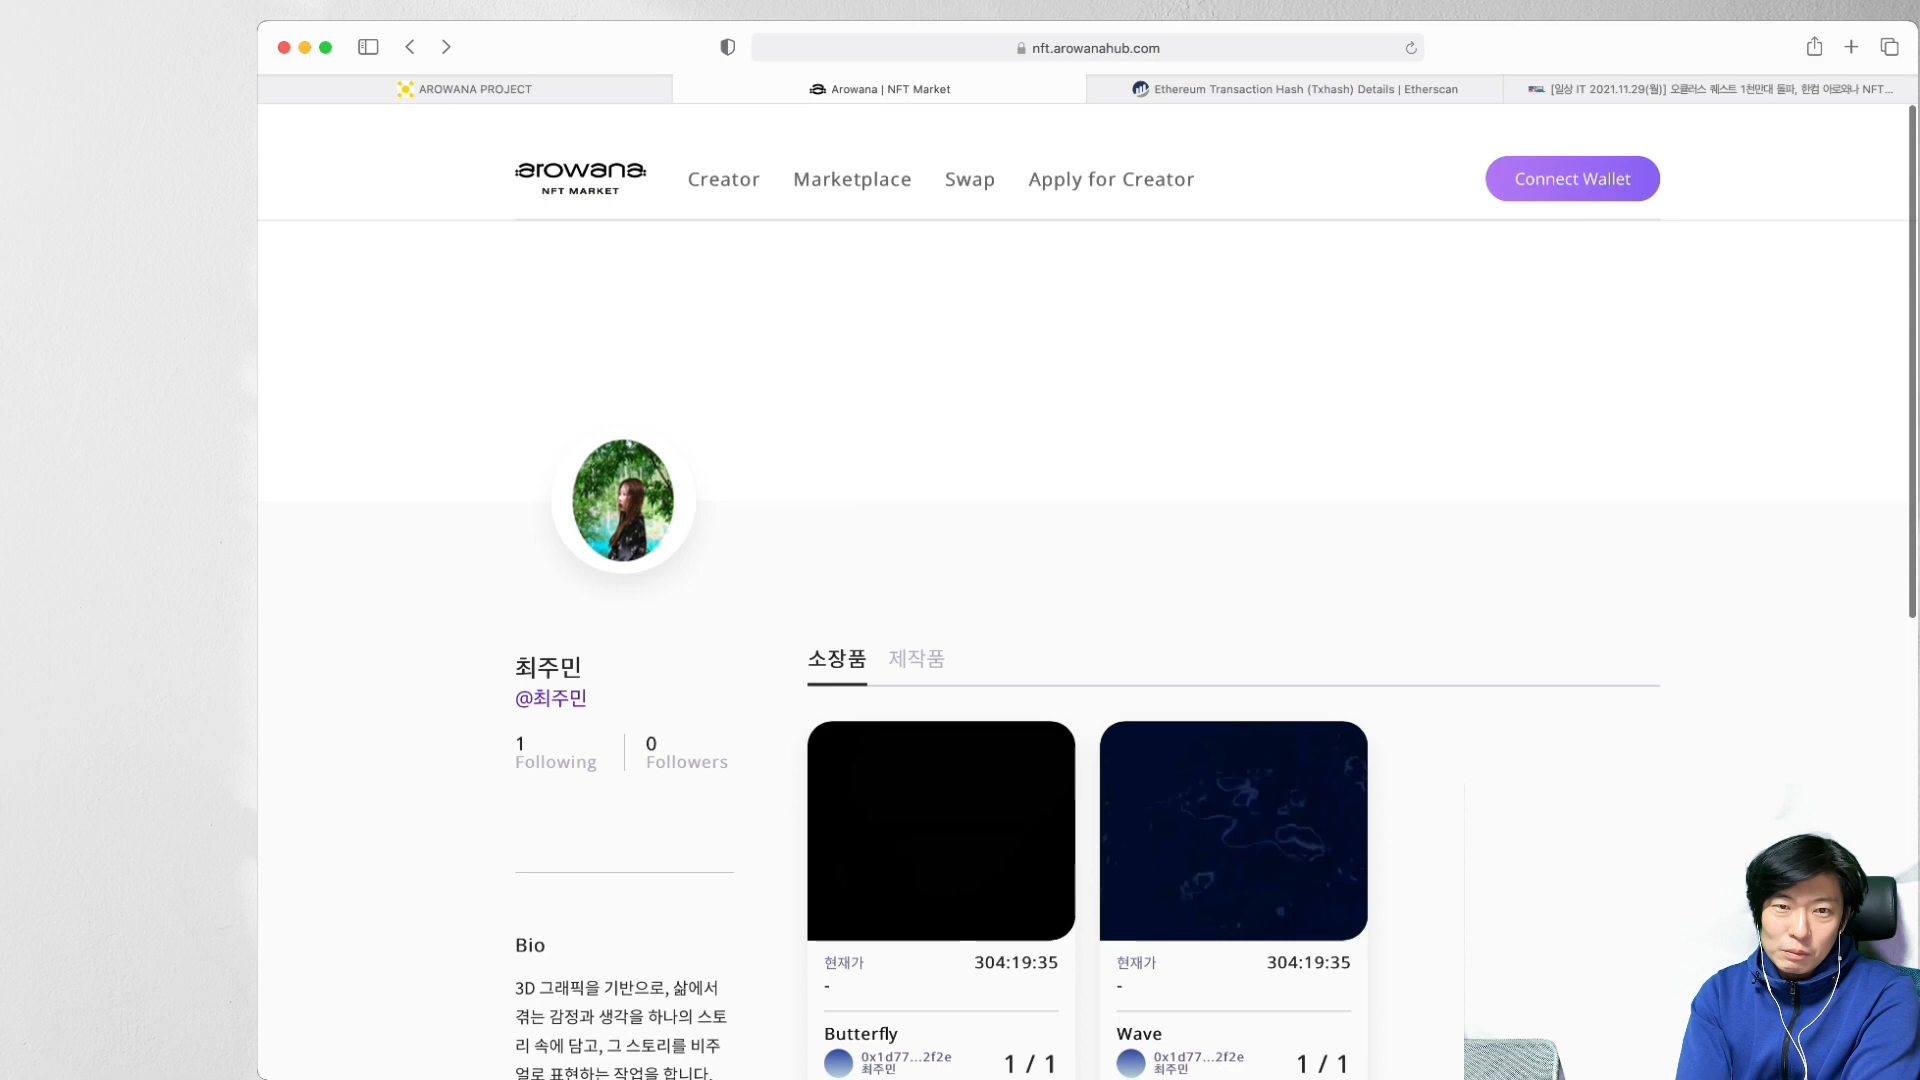 nft.arowanahub.com
AROWANA PROJECT
Arowana | NFT Market
Ethereum Transaction Hash (Txhash) Details | Etherscan
[일상 IT 2021.11.29(월)] 오큘러스 퀘스트 1천만대 돌파, 한컴 아로와나 NFT...
arowana
NFT MARKET
Creator
Marketplace
Swap
Apply for Creator
Connect Wallet
최주민
@최주민
1
Following
0
Followers
Bio
3D 그래픽을 기반으로, 삶에서
겪는 감정과 생각을 하나의 스토
리 속에 담고, 그 스토리를 비주
얼로 표현하는 작업을 합니다.
소장품
제작품
현재가
304:19:35
-
Butterfly
0x1d77...2f2e
최주민
1 / 1
현재가
304:19:35
-
Wave
0x1d77...2f2e
최주민
1 / 1